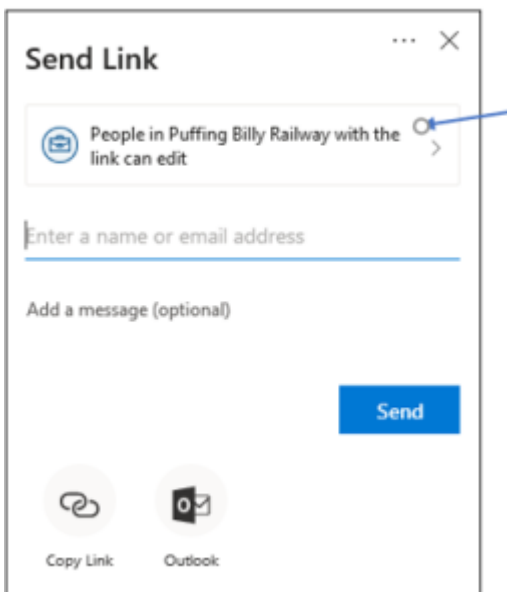 Send Link
People in Puffing Billy Railway with the
link can edit
Enter a name or email address
Add a message (optional)
Send
Copy Link
Outlook